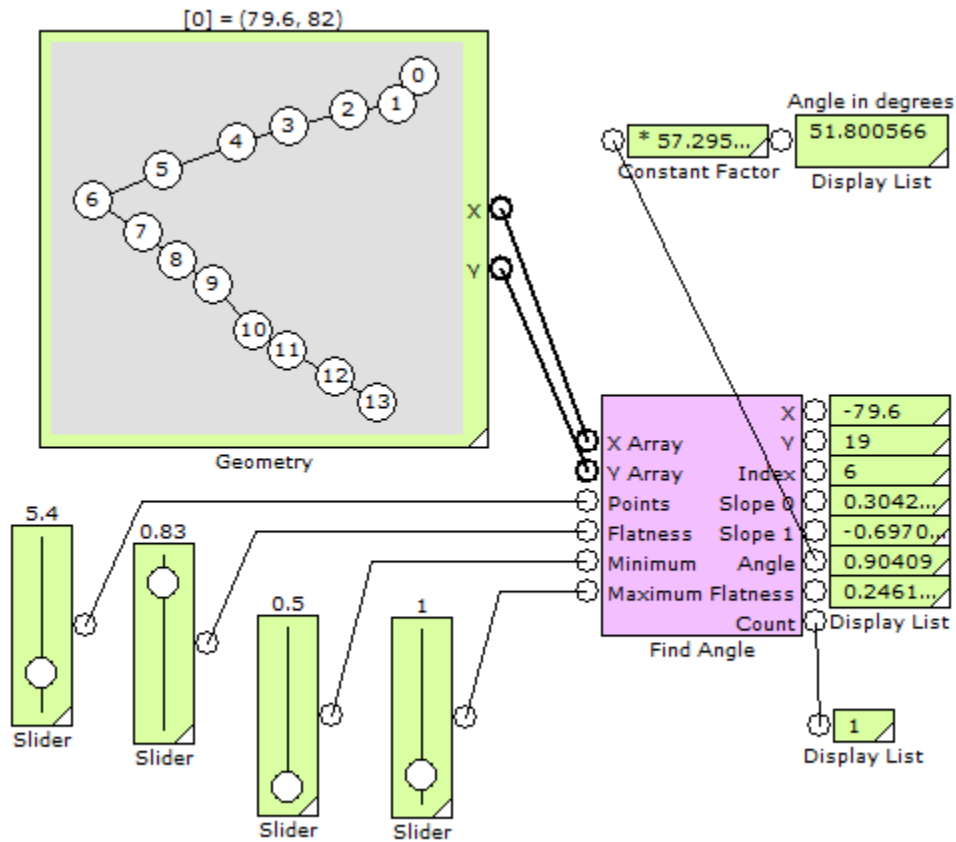 [0] = (79.6, 82)
0
1
2
3
4
5
6
7
8
9
10
11
12
13
X
Y
Geometry
Angle in degrees
* 57.295...
51.800566
Constant Factor
Display List
X
-79.6
X Array
Y
19
Y Array
Index
6
Points
Slope 0
0.3042...
Flatness
Slope 1
-0.6970...
Minimum
Angle
0.90409
Maximum
Flatness
0.2461...
Count
Display List
Find Angle
1
Display List
5.4
Slider
0.83
Slider
0.5
Slider
1
Slider